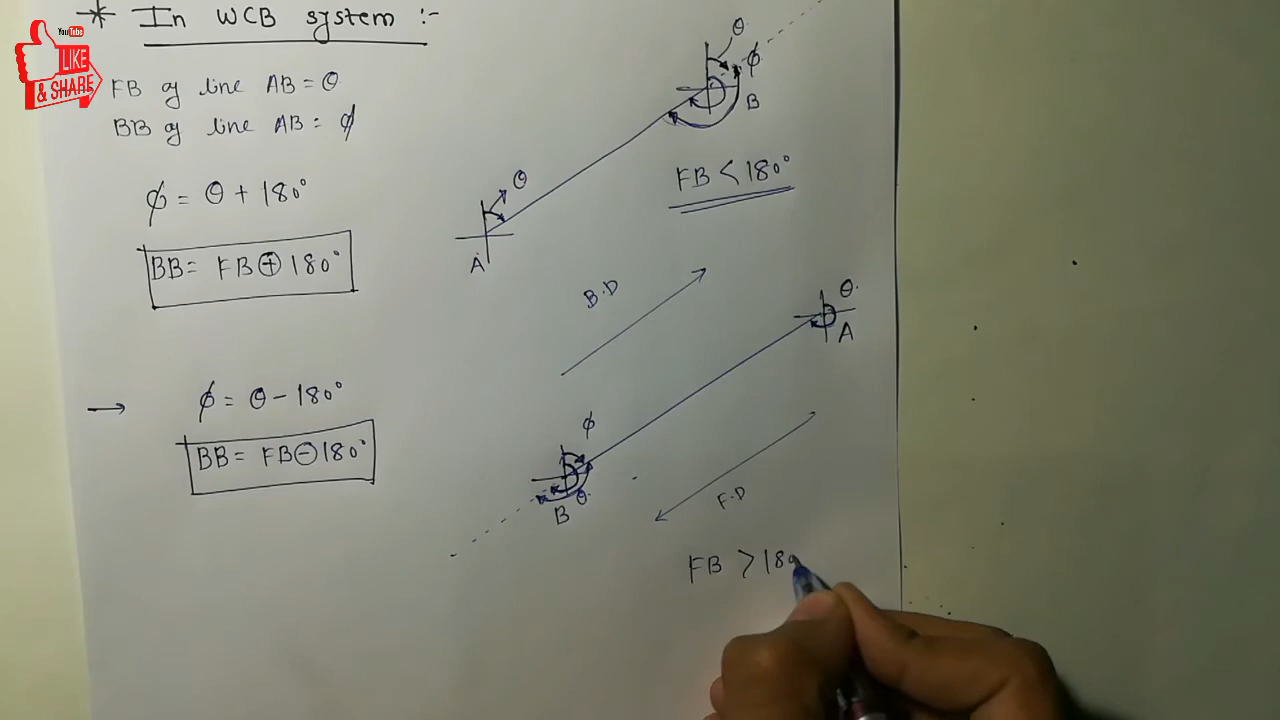 * In WCB system :-
YouTube
LIKE
& SHARE
FB of line AB = θ
BB of line AB = ϕ
ϕ = θ + 180°
BB = FB ⊕ 180°
→ ϕ = θ - 180°
BB = FB ⊖ 180°
θ
ϕ
B
θ
A
FB < 180°
B.D
θ
A
ϕ
θ
B
F.D
FB > 180